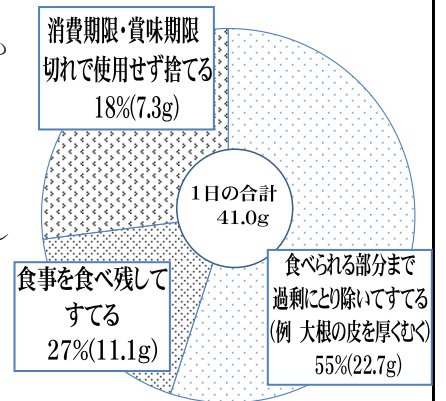 消費期限・賞味期限
切れで使用せず捨てる
18%(7.3g)
1日の合計
41.0g
食べられる部分まで
過剰にとり除いてすてる
(例 大根の皮を厚くむく)
55%(22.7g)
食事を食べ残して
すてる
27%(11.1g)